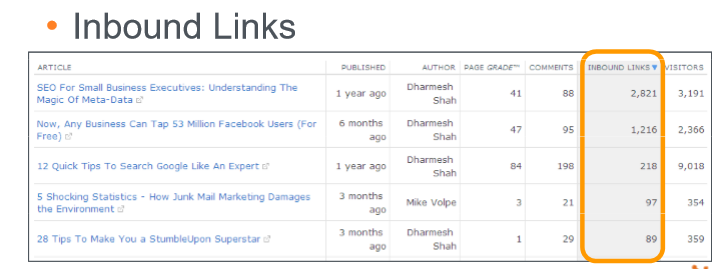 • Inbound Links
ARTICLE PUBLISHED AUTHOR PAGE GRADE™ COMMENTS INBOUND LINKS▼ VISITORS
SEO For Small Business Executives: Understanding The
Magic Of Meta-Data 1 year ago Dharmesh Shah 41 88 2,821 3,191
Now, Any Business Can Tap 53 Million Facebook Users (For
Free) 6 months ago Dharmesh Shah 47 95 1,216 2,366
12 Quick Tips To Search Google Like An Expert 1 year ago Dharmesh Shah 84 198 218 9,018
5 Shocking Statistics - How Junk Mail Marketing Damages
the Environment 3 months ago Mike Volpe 3 21 97 354
28 Tips To Make You a StumbleUpon Superstar 3 months ago Dharmesh Shah 1 29 89 359